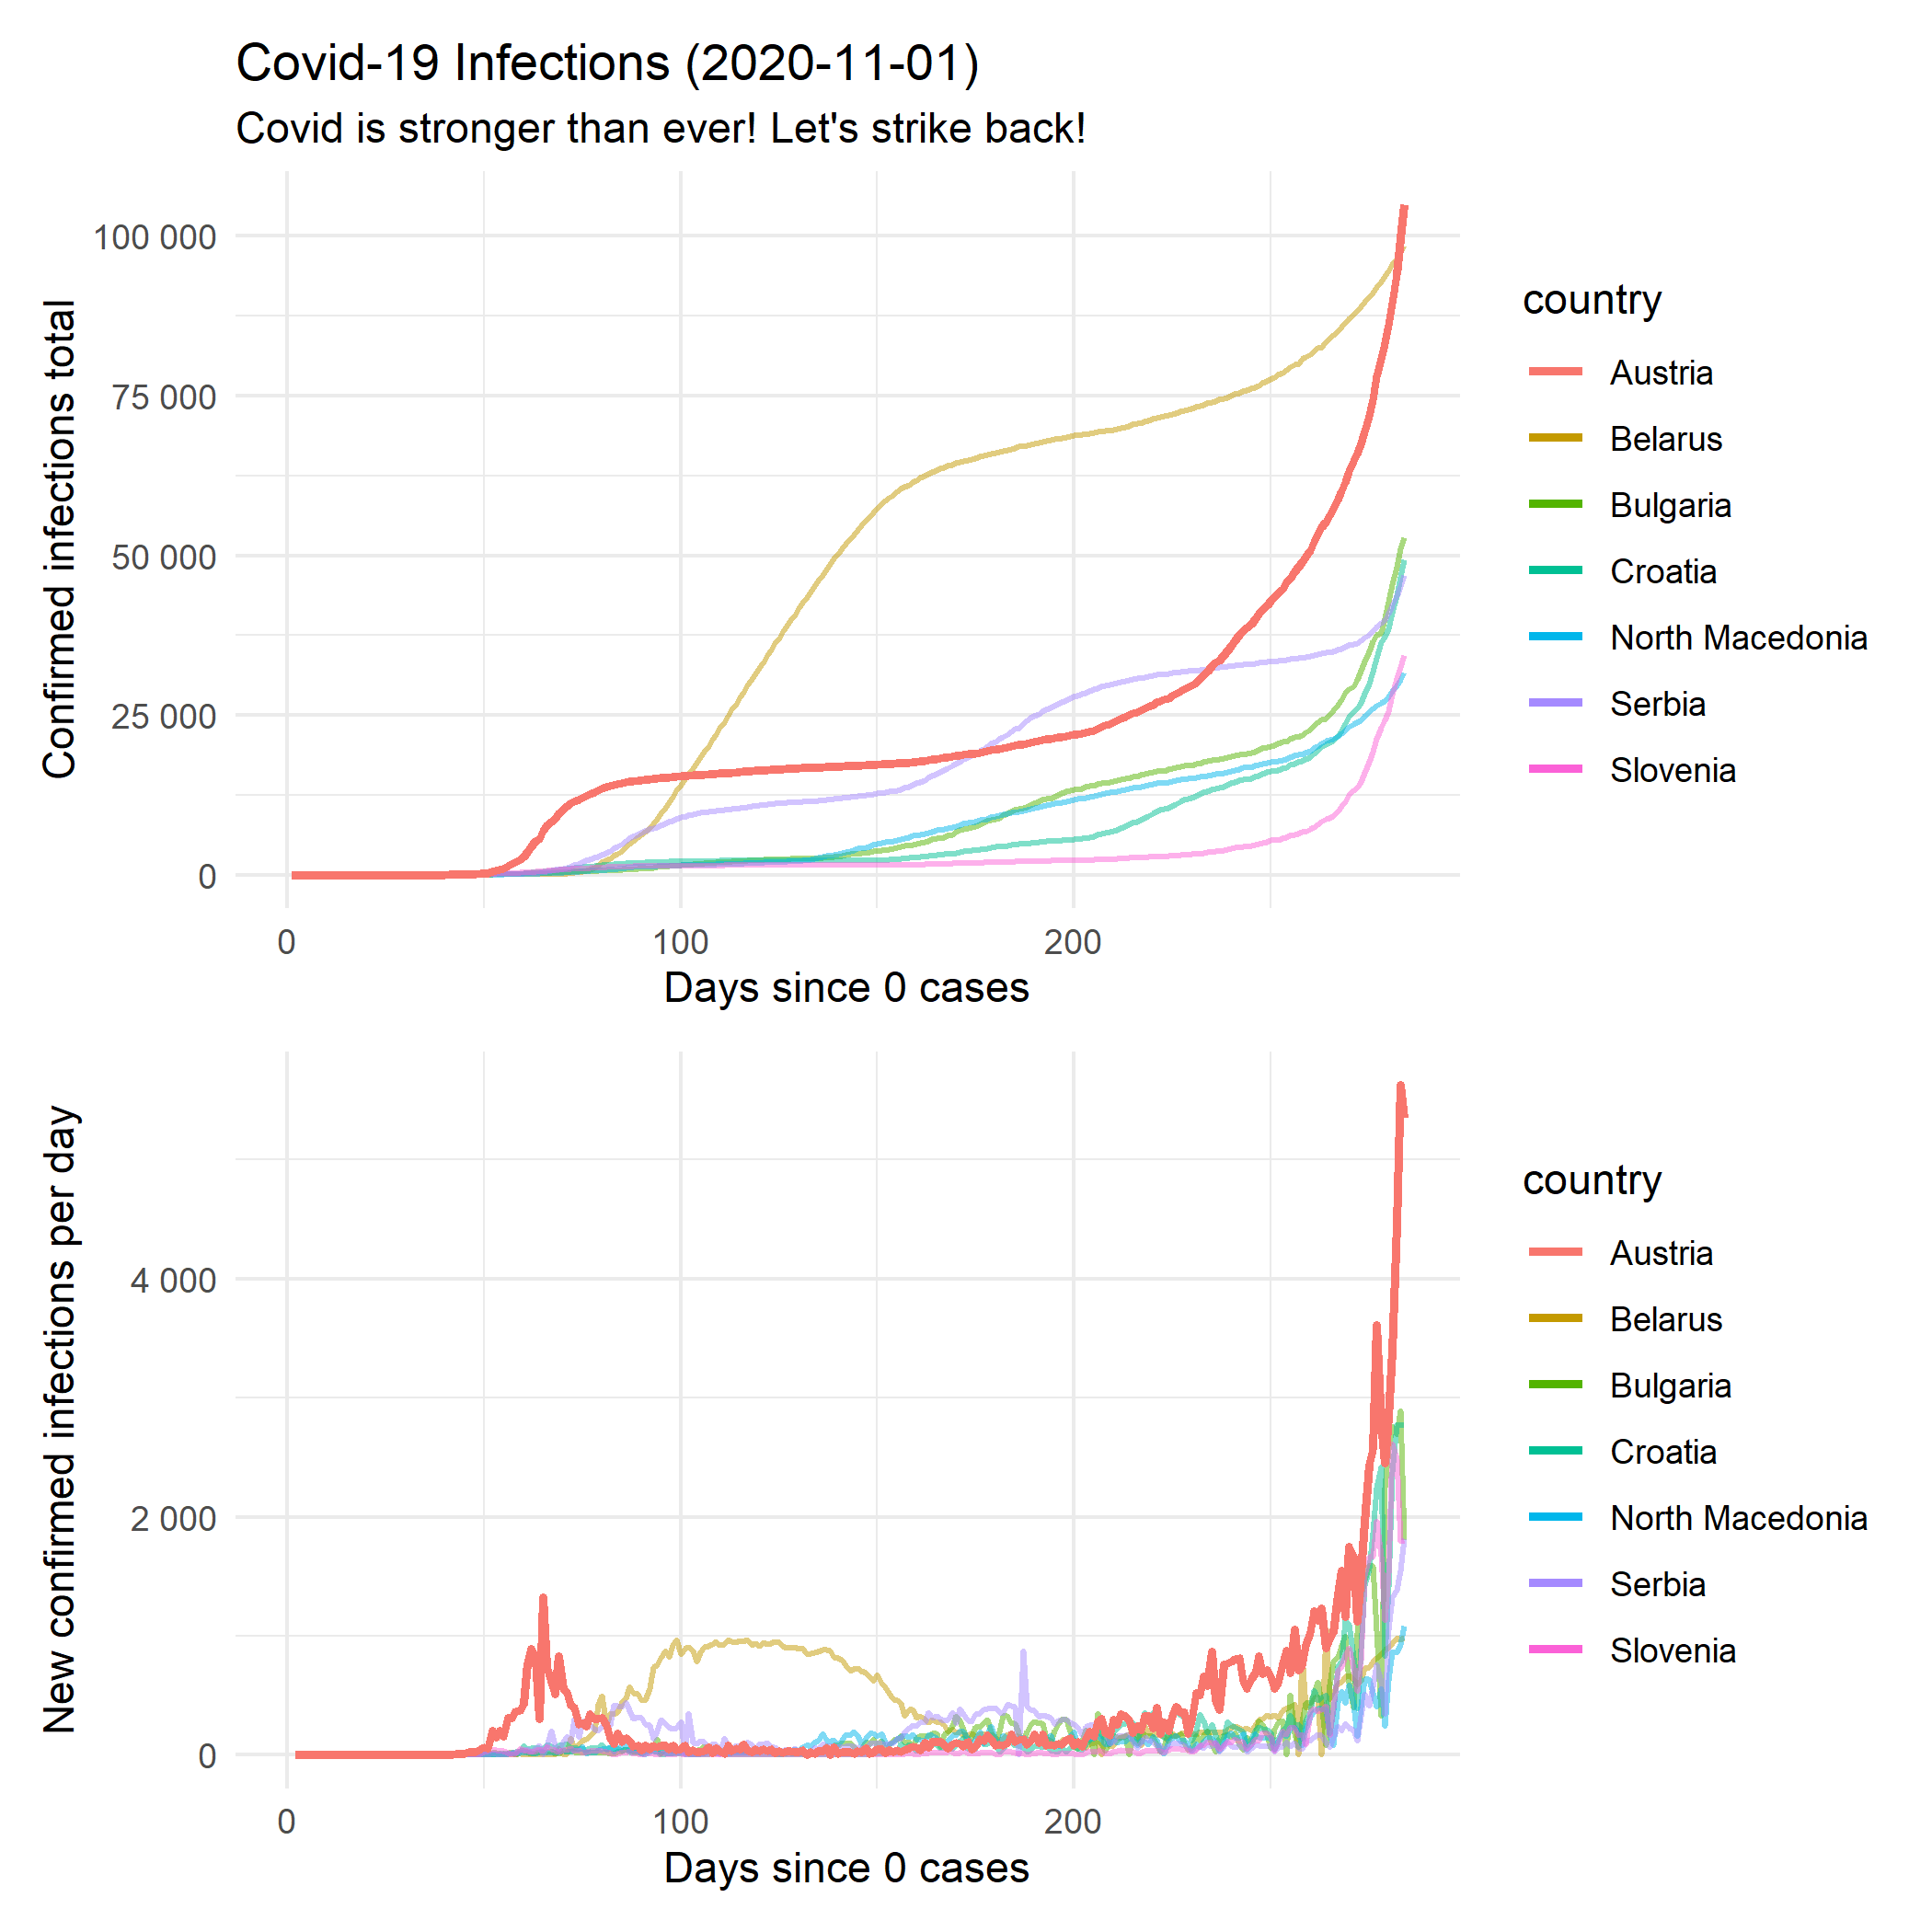 Covid-19 Infections (2020-11-01)
Covid is stronger than ever! Let's strike back!
Confirmed infections total
100 000
75 000
50 000
25 000
0
0
100
200
Days since 0 cases
country
Austria
Belarus
Bulgaria
Croatia
North Macedonia
Serbia
Slovenia
New confirmed infections per day
4 000
2 000
0
0
100
200
Days since 0 cases
country
Austria
Belarus
Bulgaria
Croatia
North Macedonia
Serbia
Slovenia